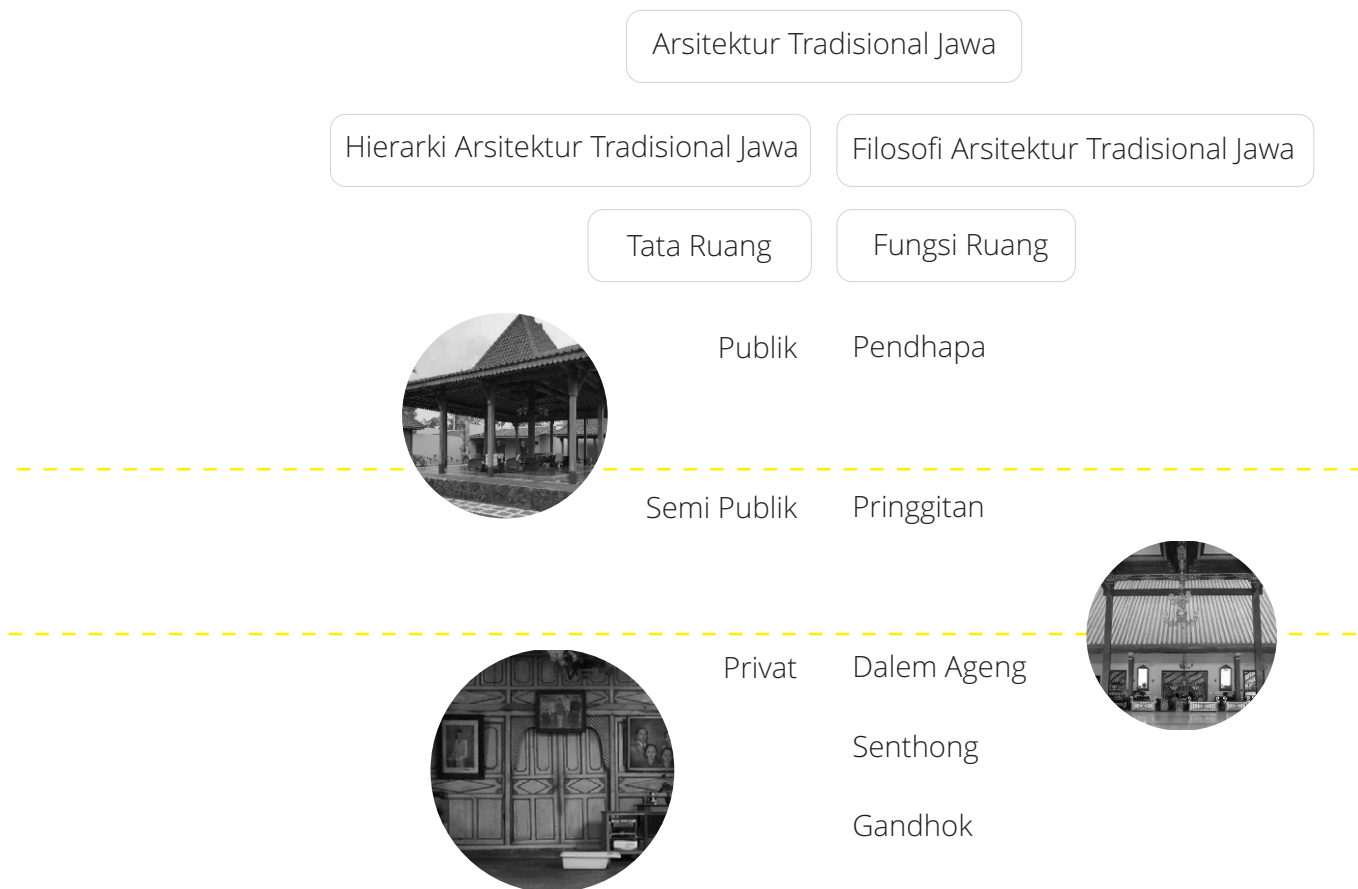 Arsitektur Tradisional Jawa
Hierarki Arsitektur Tradisional Jawa
Filosofi Arsitektur Tradisional Jawa
Tata Ruang
Fungsi Ruang
Publik
Pendhapa
Semi Publik
Pringgitan
Privat
Dalem Ageng
Senthong
Gandhok